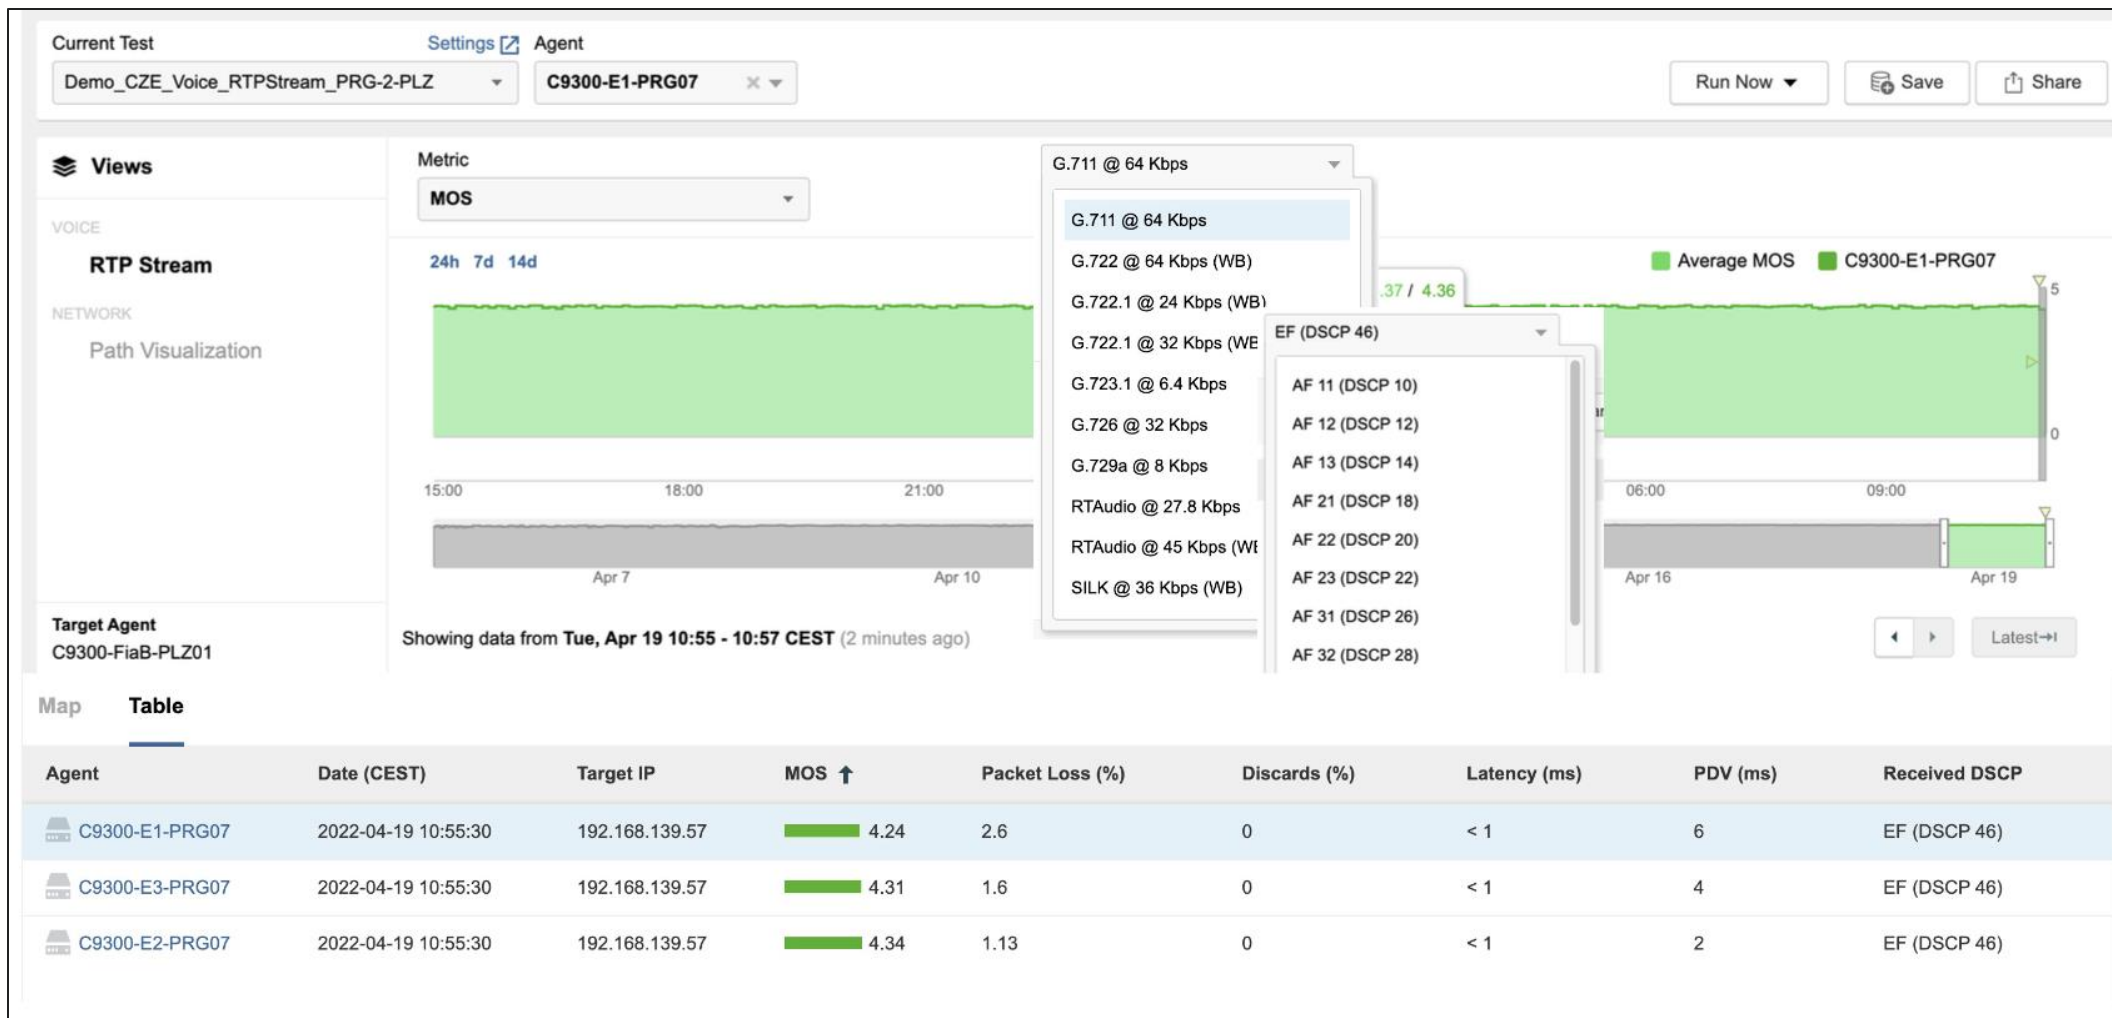 Current Test Settings Agent
Demo_CZE_Voice_RTPStream_PRG-2-PLZ C9300-E1-PRG07 Run Now Save Share
Views
VOICE
RTP Stream
NETWORK
Path Visualization
Target Agent
C9300-FiaB-PLZ01
Metric
MOS
24h 7d 14d
Average MOS C9300-E1-PRG07
5
0
15:00 18:00 21:00 06:00 09:00
Apr 7 Apr 10 Apr 16 Apr 19
Showing data from Tue, Apr 19 10:55 - 10:57 CEST (2 minutes ago)
Latest
G.711 @ 64 Kbps
G.711 @ 64 Kbps
G.722 @ 64 Kbps (WB)
G.722.1 @ 24 Kbps (WB)
G.722.1 @ 32 Kbps (WB
G.723.1 @ 6.4 Kbps
G.726 @ 32 Kbps
G.729a @ 8 Kbps
RTAudio @ 27.8 Kbps
RTAudio @ 45 Kbps (WB
SILK @ 36 Kbps (WB)
.37 / 4.36
EF (DSCP 46)
AF 11 (DSCP 10)
AF 12 (DSCP 12)
AF 13 (DSCP 14)
AF 21 (DSCP 18)
AF 22 (DSCP 20)
AF 23 (DSCP 22)
AF 31 (DSCP 26)
AF 32 (DSCP 28)
Map Table
Agent Date (CEST) Target IP MOS Packet Loss (%) Discards (%) Latency (ms) PDV (ms) Received DSCP
C9300-E1-PRG07 2022-04-19 10:55:30 192.168.139.57 4.24 2.6 0 < 1 6 EF (DSCP 46)
C9300-E3-PRG07 2022-04-19 10:55:30 192.168.139.57 4.31 1.6 0 < 1 4 EF (DSCP 46)
C9300-E2-PRG07 2022-04-19 10:55:30 192.168.139.57 4.34 1.13 0 < 1 2 EF (DSCP 46)